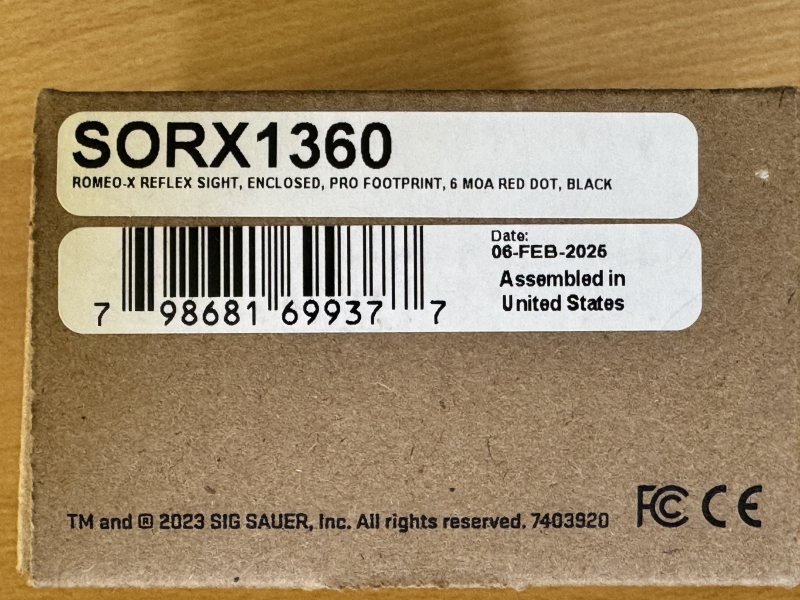 SORX1360
ROMEO-X REFLEX SIGHT, ENCLOSED, PRO FOOTPRINT, 6 MOA RED DOT, BLACK
Date:
06-FEB-2025
Assembled in
United States
7 98681 69937 7
TM and ® 2023 SIG SAUER, Inc. All rights reserved. 7403920
FC CE